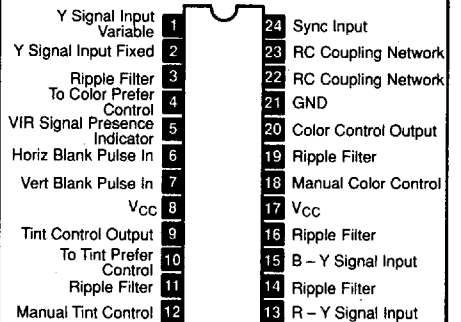 Y Signal Input
Variable
1
Y Signal Input Fixed 2
Ripple Filter 3
To Color Prefer
Control
4
VIR Signal Presence
Indicator
5
Horiz Blank Pulse In 6
Vert Blank Pulse In 7
VCC 8
Tint Control Output 9
To Tint Prefer
Control
10
Ripple Filter 11
Manual Tint Control 12
24 Sync Input
23 RC Coupling Network
22 RC Coupling Network
21 GND
20 Color Control Output
19 Ripple Filter
18 Manual Color Control
17 VCC
16 Ripple Filter
15 B – Y Signal Input
14 Ripple Filter
13 R – Y Signal Input